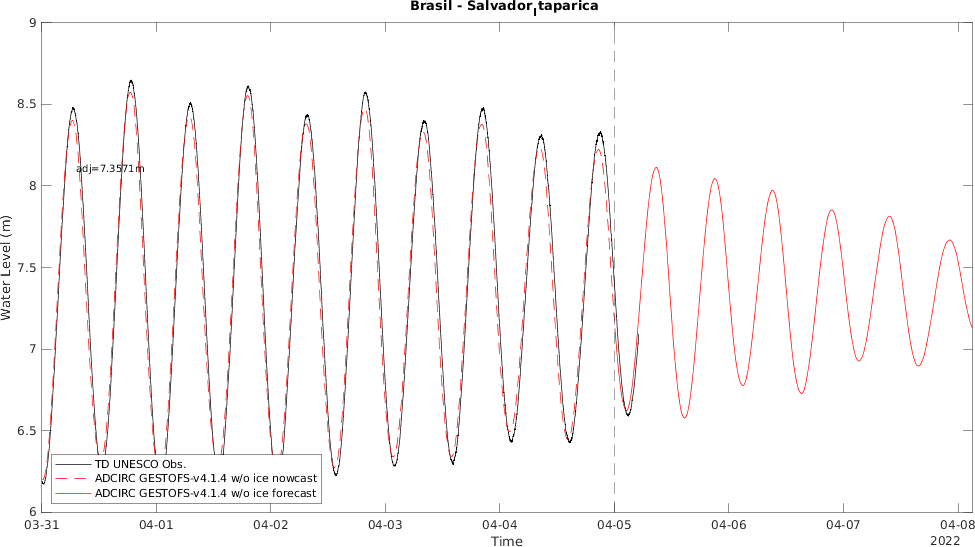 Brasil - Salvador_Itaparica
9
8.5
8
7.5
7
6.5
6
Water Level (m)
adj=7.3571m
TD UNESCO Obs.
ADCIRC GESTOFS-v4.1.4 w/o ice nowcast
ADCIRC GESTOFS-v4.1.4 w/o ice forecast
03-31 04-01 04-02 04-03 04-04 04-05 04-06 04-07 04-08
Time
2022